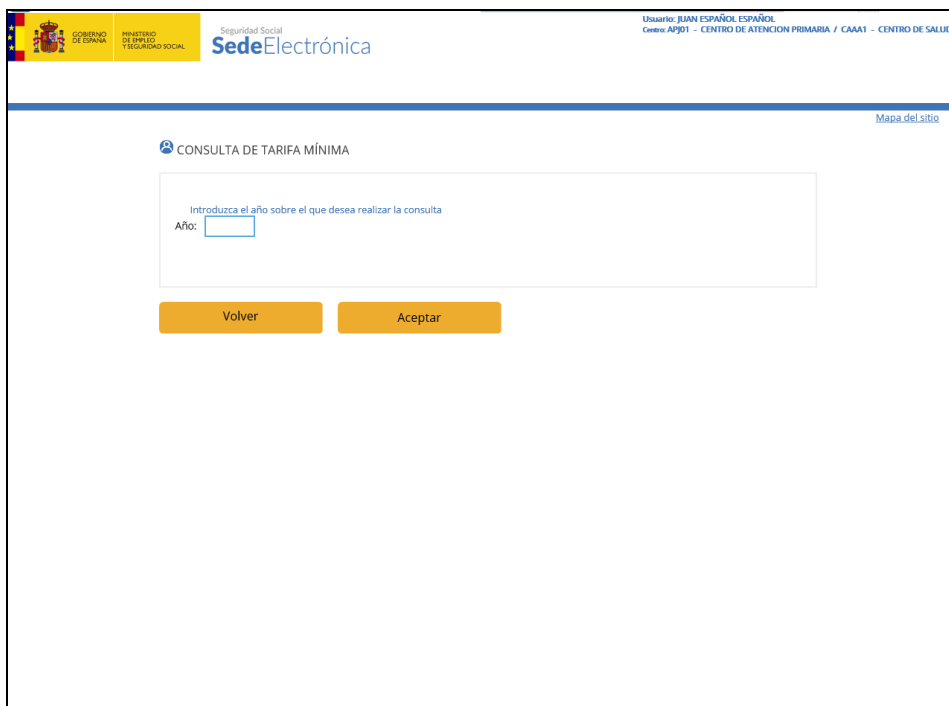 GOBIERNO
DE ESPAÑA
MINISTERIO
DE EMPLEO
Y SEGURIDAD SOCIAL
Seguridad Social
SedeElectrónica
Usuario: JUAN ESPAÑOL ESPAÑOL
Centro: APJ01 - CENTRO DE ATENCION PRIMARIA / CAAA1 - CENTRO DE SALUD
Mapa del sitio
CONSULTA DE TARIFA MÍNIMA
Introduzca el año sobre el que desea realizar la consulta
Año:
Volver
Aceptar